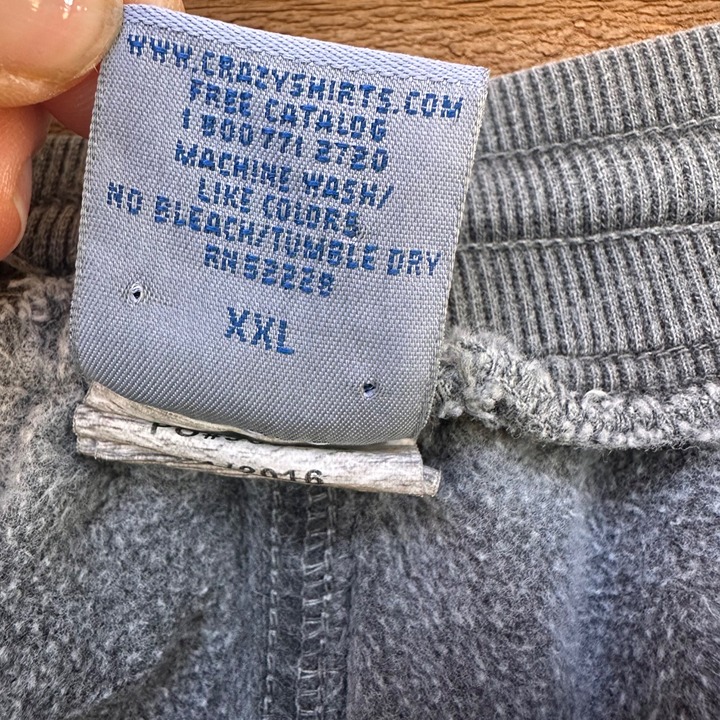 WWW.CRAZYSHIRTS.COM
FREE CATALOG
1 800 771 2720
MACHINE WASH/
LIKE COLORS,
NO BLEACH/TUMBLE DRY
RN53229
XXL